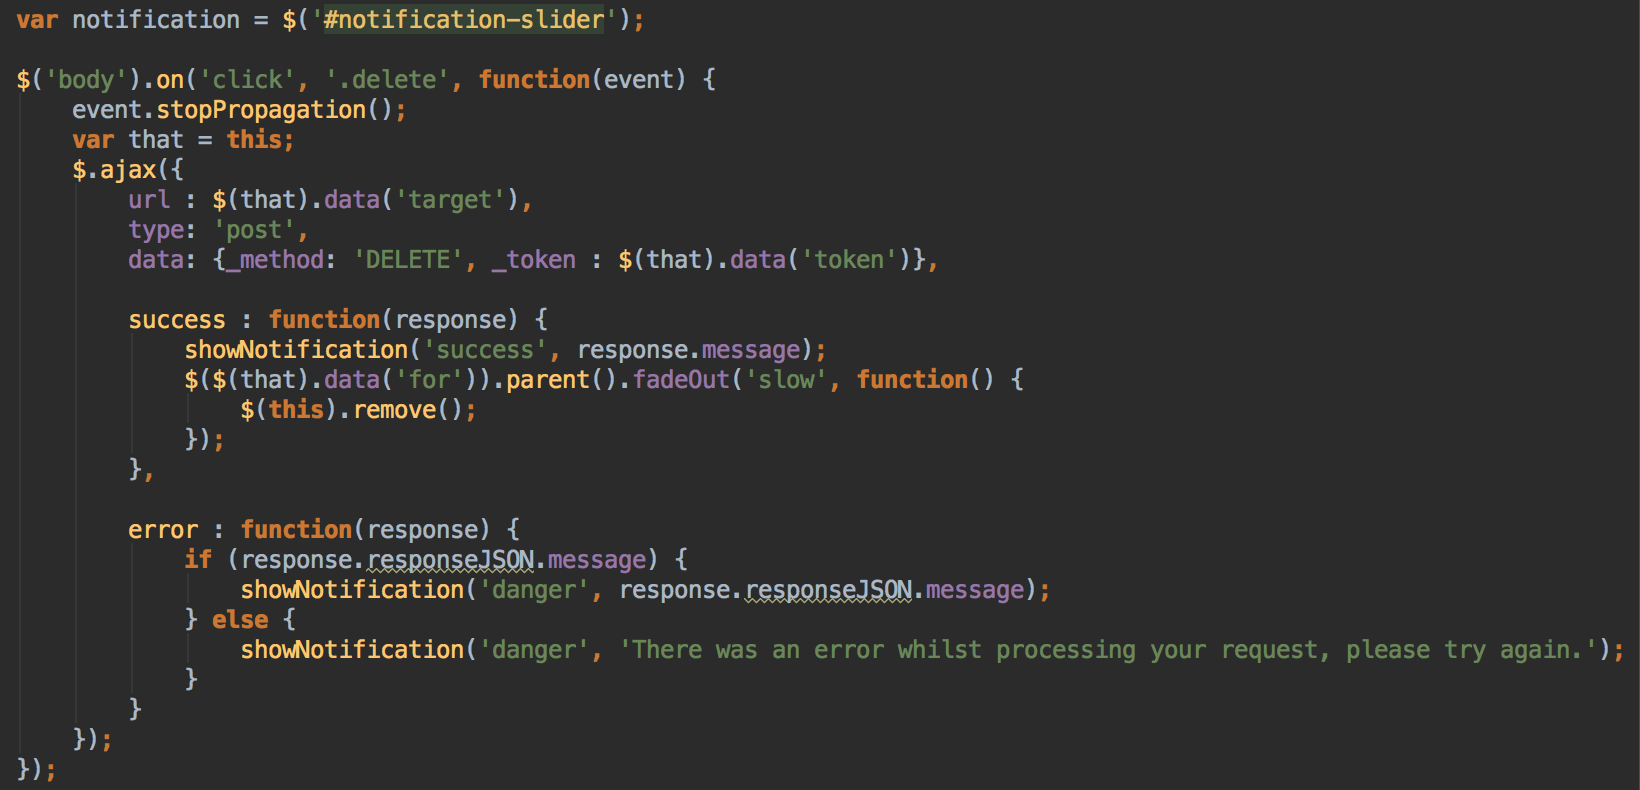 var notification = $('#notification-slider');

$('body').on('click', '.delete', function(event) {
    event.stopPropagation();
    var that = this;
    $.ajax({
        url : $(that).data('target'),
        type: 'post',
        data: {_method: 'DELETE', _token : $(that).data('token')},

        success : function(response) {
            showNotification('success', response.message);
            $($(that).data('for')).parent().fadeOut('slow', function() {
                $(this).remove();
            });
        },

        error : function(response) {
            if (response.responseJSON.message) {
                showNotification('danger', response.responseJSON.message);
            } else {
                showNotification('danger', 'There was an error whilst processing your request, please try again.');
            }
        }
    });
});